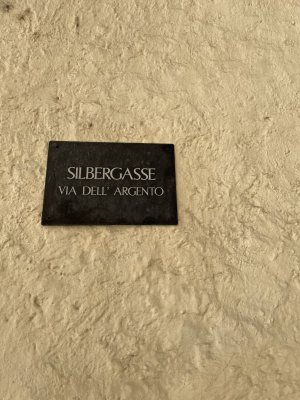 SILBERGASSE
VIA DELL' ARGENTO